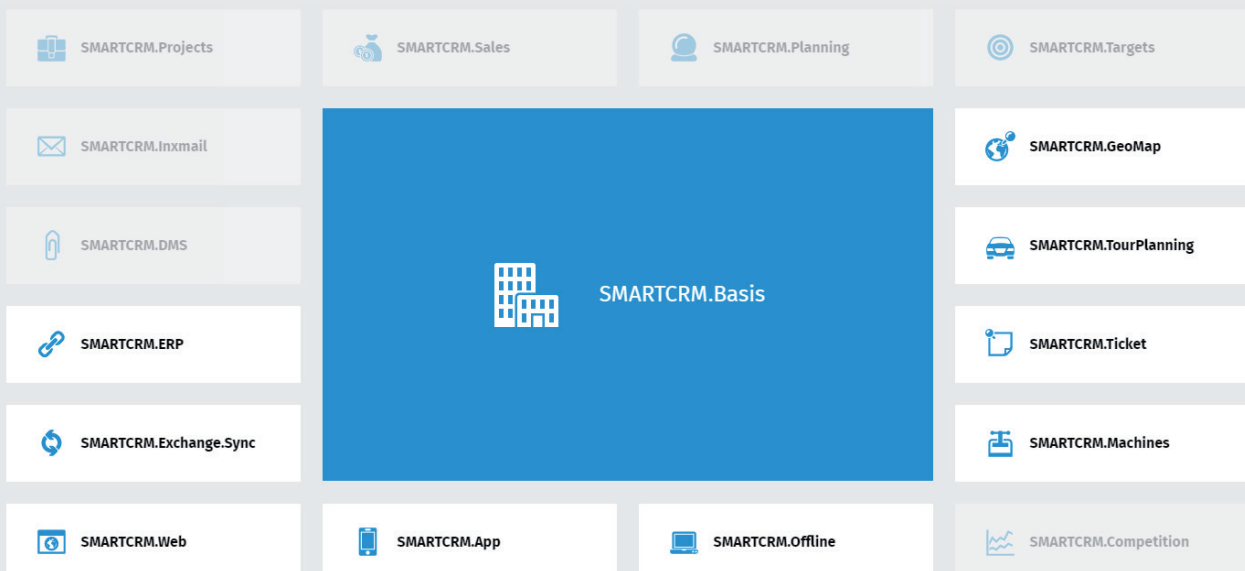 SMARTCRM.Projects
SMARTCRM.Sales
SMARTCRM.Planning
SMARTCRM.Targets
SMARTCRM.Inxmail
SMARTCRM.GeoMap
SMARTCRM.DMS
SMARTCRM.TourPlanning
SMARTCRM.Basis
SMARTCRM.ERP
SMARTCRM.Ticket
SMARTCRM.Exchange.Sync
SMARTCRM.Machines
SMARTCRM.Web
SMARTCRM.App
SMARTCRM.Offline
SMARTCRM.Competition